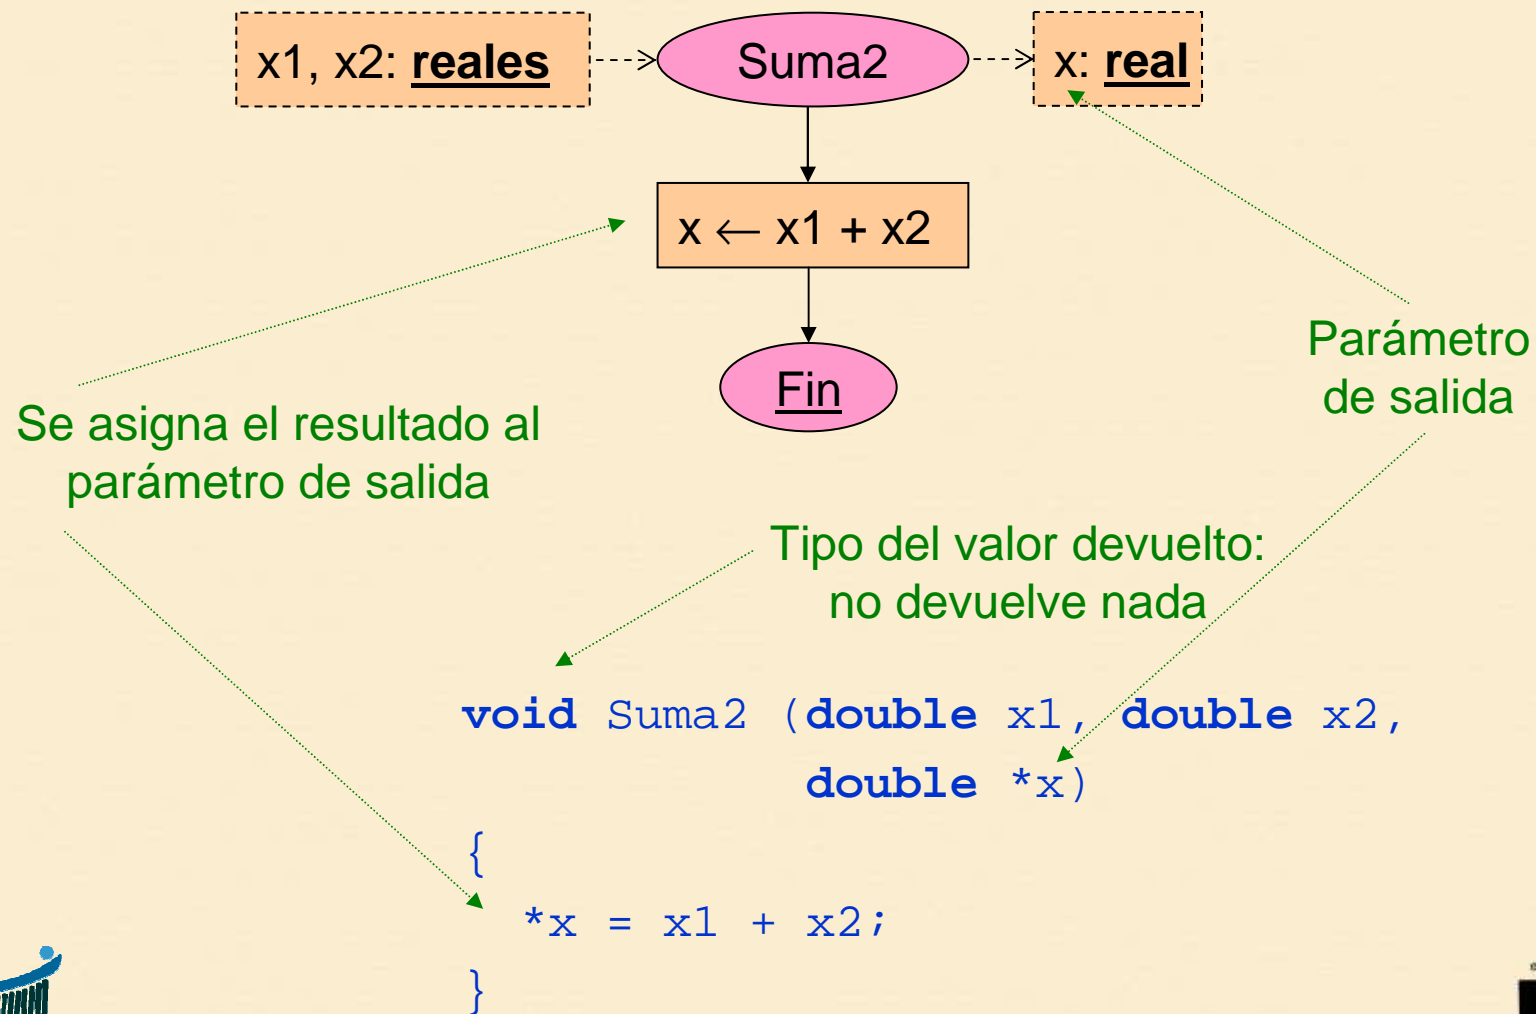 x1, x2: reales
Suma2
x: real
x ← x1 + x2
Fin
Parámetro
de salida
Se asigna el resultado al
parámetro de salida
Tipo del valor devuelto:
no devuelve nada
void Suma2 (double x1, double x2,
double *x)
{
*x = x1 + x2;
}